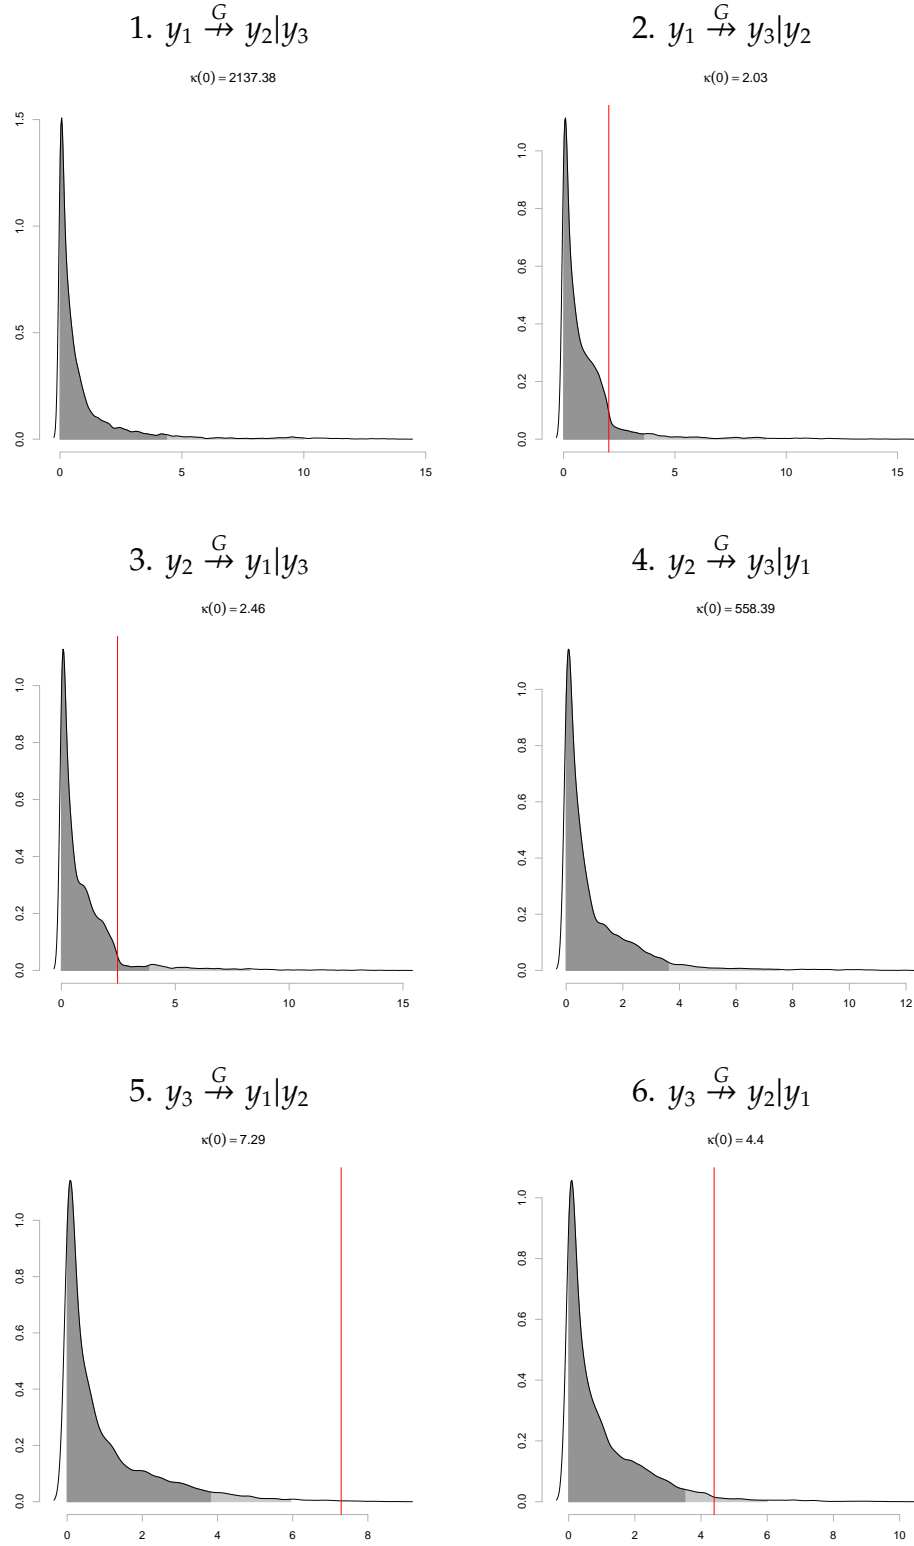 1. y₁ ↛ᴳ y₂|y₃
κ(0) = 2137.38
0.0 0.5 1.0 1.5
0 5 10 15
2. y₁ ↛ᴳ y₃|y₂
κ(0) = 2.03
0.0 0.2 0.4 0.6 0.8 1.0
0 5 10 15
3. y₂ ↛ᴳ y₁|y₃
κ(0) = 2.46
0.0 0.2 0.4 0.6 0.8 1.0
0 5 10 15
4. y₂ ↛ᴳ y₃|y₁
κ(0) = 558.39
0.0 0.2 0.4 0.6 0.8 1.0
0 2 4 6 8 10 12
5. y₃ ↛ᴳ y₁|y₂
κ(0) = 7.29
0.0 0.2 0.4 0.6 0.8 1.0
0 2 4 6 8
6. y₃ ↛ᴳ y₂|y₁
κ(0) = 4.4
0.0 0.2 0.4 0.6 0.8 1.0
0 2 4 6 8 10